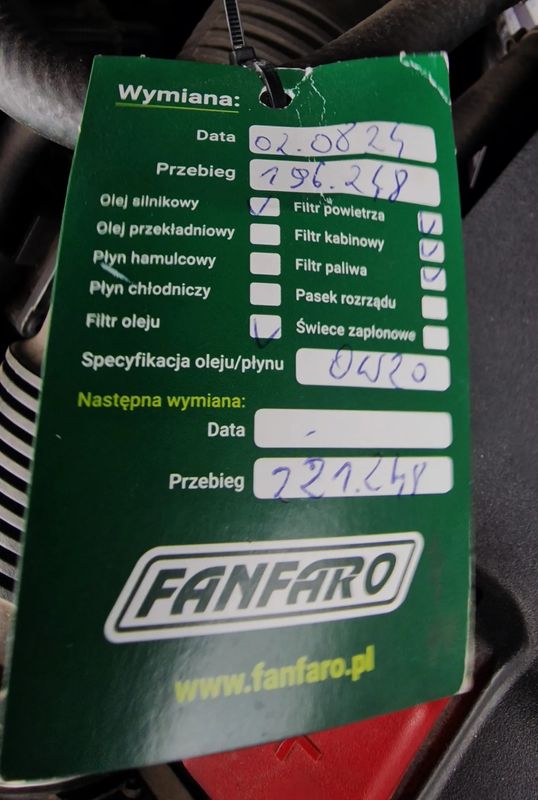 Wymiana:
Data 02.08 24
Przebieg 196.248
Olej silnikowy ✓ Filtr powietrza ✓
Olej przekładniowy Filtr kabinowy ✓
Płyn hamulcowy Filtr paliwa ✓
Płyn chłodniczy Pasek rozrządu
Filtr oleju ✓ Świece zapłonowe
Specyfikacja oleju/płynu 0W20
Następna wymiana:
Data -
Przebieg 221.248
FANFARO
www.fanfaro.pl